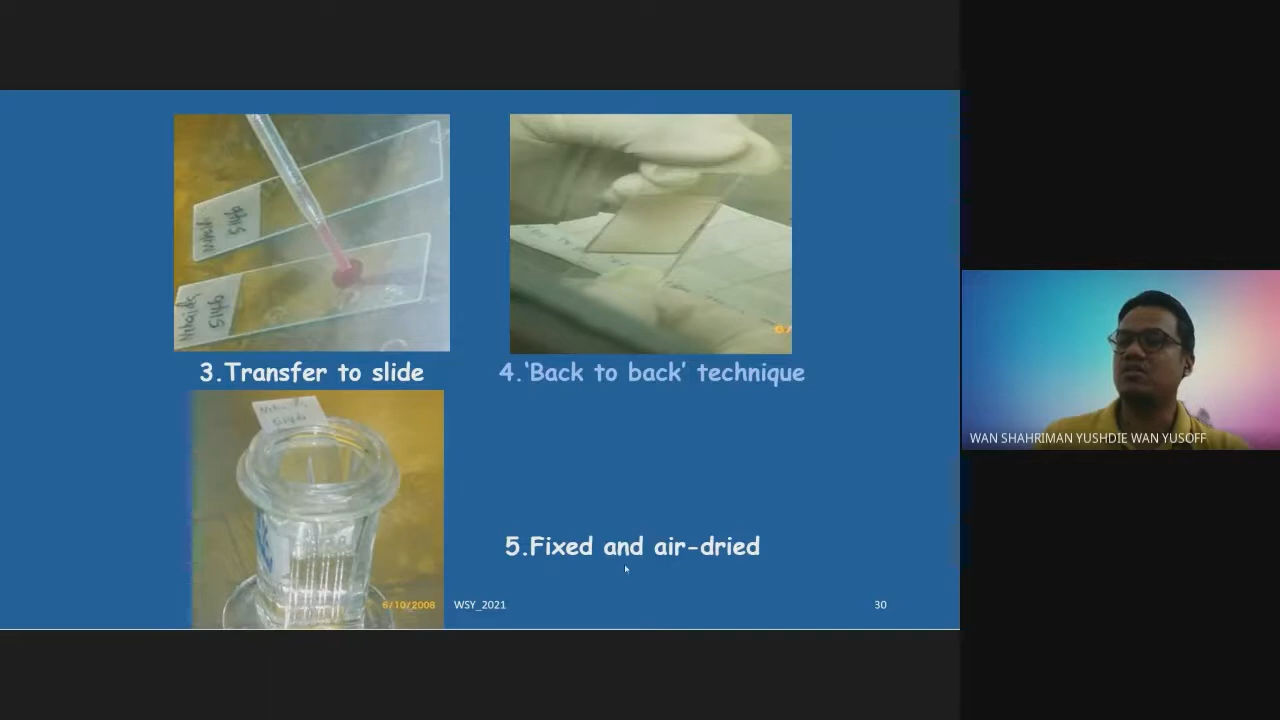 3.Transfer to slide
4.‘Back to back’ technique
5.Fixed and air-dried
6/10/2008
WSY_2021
30
WAN SHAHRIMAN YUSHDIE WAN YUSOFF